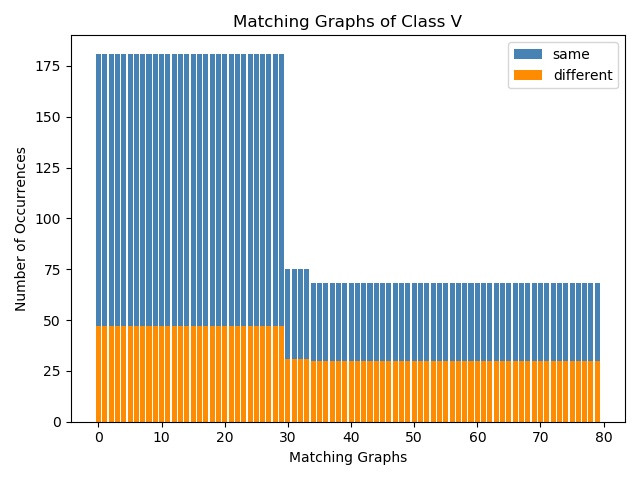 Matching Graphs of Class V
same
different
Number of Occurrences
175
150
125
100
75
50
25
0
0 10 20 30 40 50 60 70 80
Matching Graphs